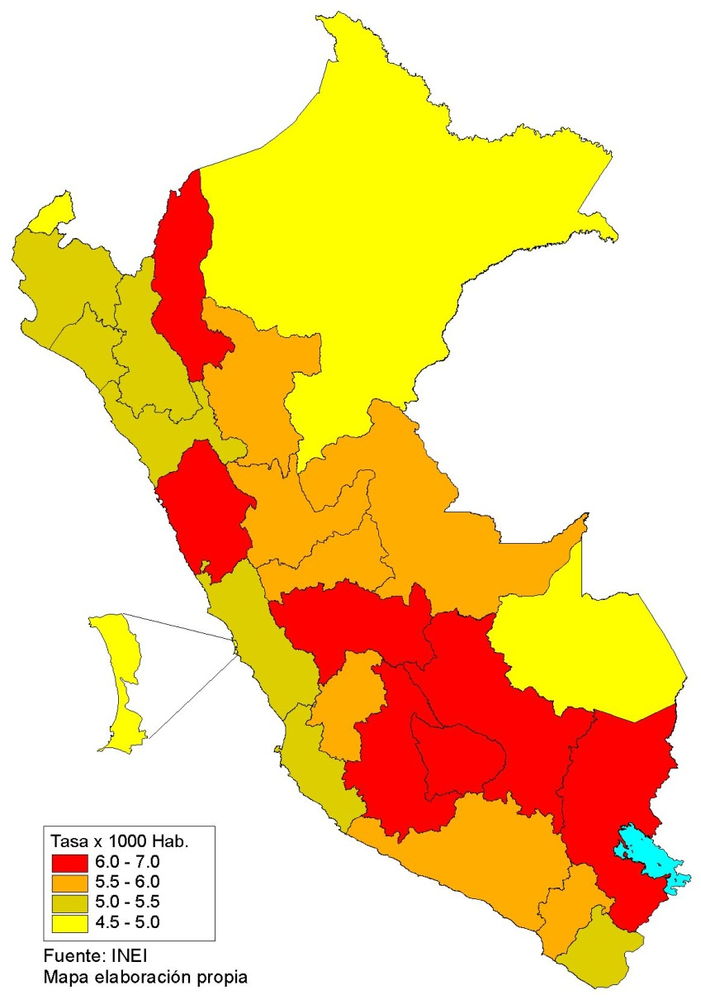 Tasa x 1000 Hab.
6.0 - 7.0
5.5 - 6.0
5.0 - 5.5
4.5 - 5.0
Fuente: INEI
Mapa elaboración propia